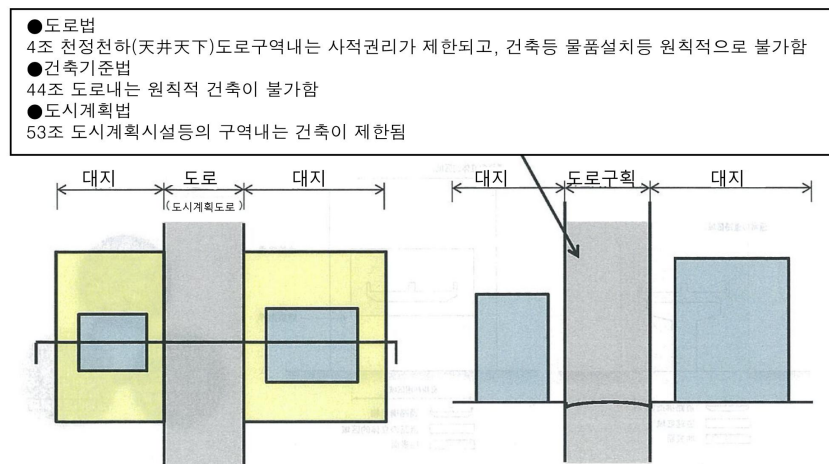 ●도로법
4조 천정천하(天井天下)도로구역내는 사적권리가 제한되고, 건축등 물품설치등 원칙적으로 불가함
●건축기준법
44조 도로내는 원칙적 건축이 불가함
●도시계획법
53조 도시계획시설등의 구역내는 건축이 제한됨
대지 도로 대지
(도시계획도로)
대지 도로구획 대지